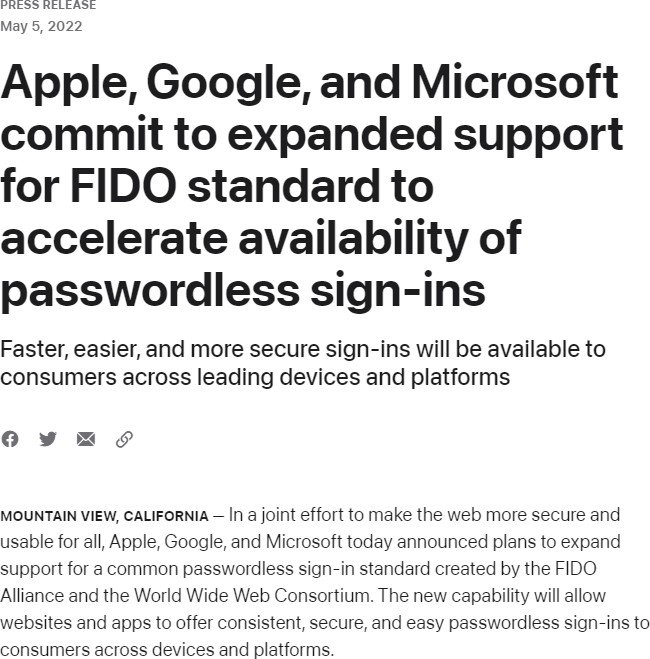 PRESS RELEASE
May 5, 2022
Apple, Google, and Microsoft
commit to expanded support
for FIDO standard to
accelerate availability of
passwordless sign-ins
Faster, easier, and more secure sign-ins will be available to
consumers across leading devices and platforms
MOUNTAIN VIEW, CALIFORNIA — In a joint effort to make the web more secure and
usable for all, Apple, Google, and Microsoft today announced plans to expand
support for a common passwordless sign-in standard created by the FIDO
Alliance and the World Wide Web Consortium. The new capability will allow
websites and apps to offer consistent, secure, and easy passwordless sign-ins to
consumers across devices and platforms.